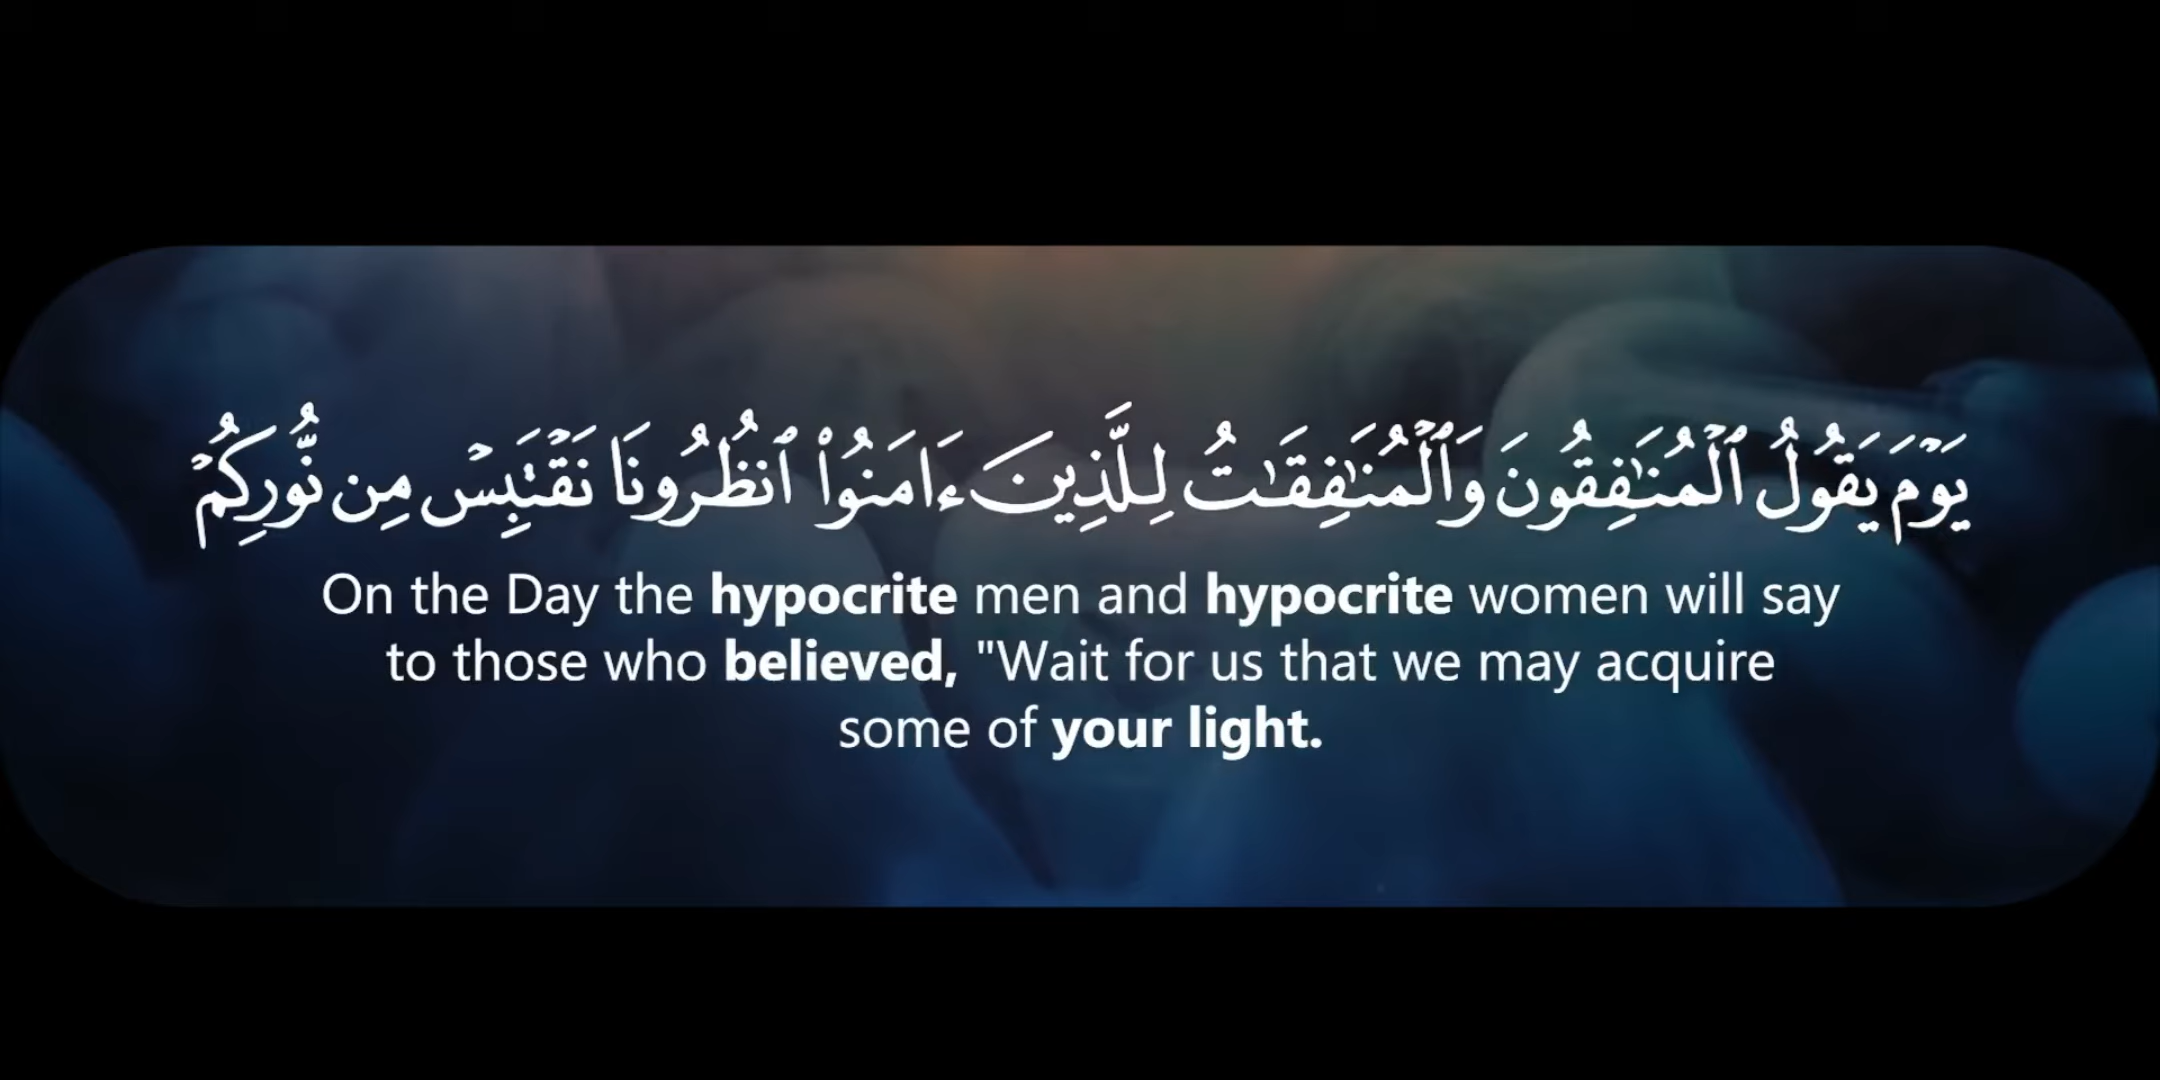 يَوۡمَ يَقُولُ ٱلۡمُنَٰفِقُونَ وَٱلۡمُنَٰفِقَٰتُ لِلَّذِينَ ءَامَنُواْ ٱنظُرُونَا نَقۡتَبِسۡ مِن نُّورِكُمۡ
On the Day the hypocrite men and hypocrite women will say
to those who believed, "Wait for us that we may acquire
some of your light.